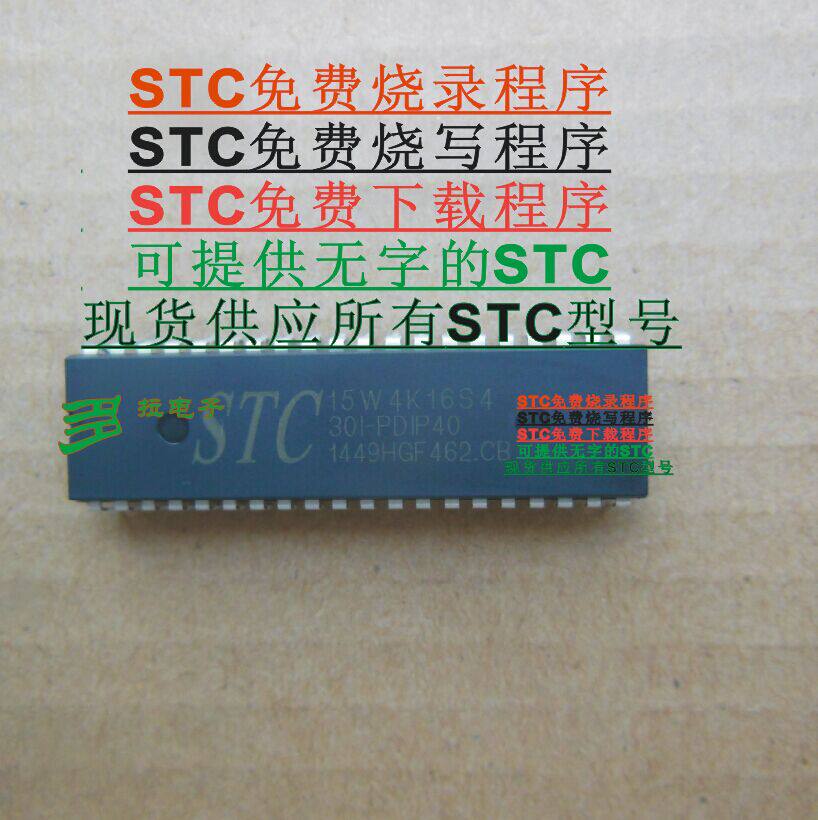 STC免费烧录程序
STC免费烧写程序
STC免费下载程序
可提供无字的STC
现货供应所有STC型号
拉电子
STC
15W4K16S4
30I-PDIP40
1449HGF462.CB
STC免费烧录程序
STC免费烧写程序
STC免费下载程序
可提供无字的STC
现货供应所有STC型号